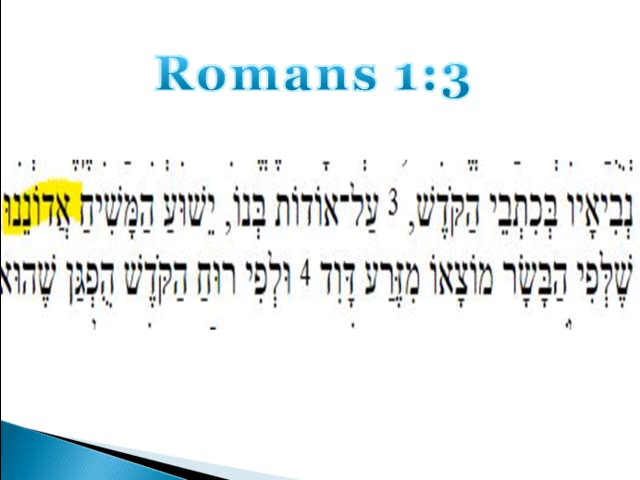 Romans 1:3
נְבִיאָיו בְּכִתְבֵי הַקֹּדֶשׁ, 3 עַל־אוֹדוֹת בְּנוֹ, יֵשׁוּעַ הַמָּשִׁיחַ אֲדוֹנֵנוּ
שֶׁלְּפִי הַבָּשָׂר מוֹצָאוֹ מִזֶּרַע דָּוִד 4 וּלְפִי רוּחַ הַקֹּדֶשׁ הֻפְגַּן שֶׁהוּא